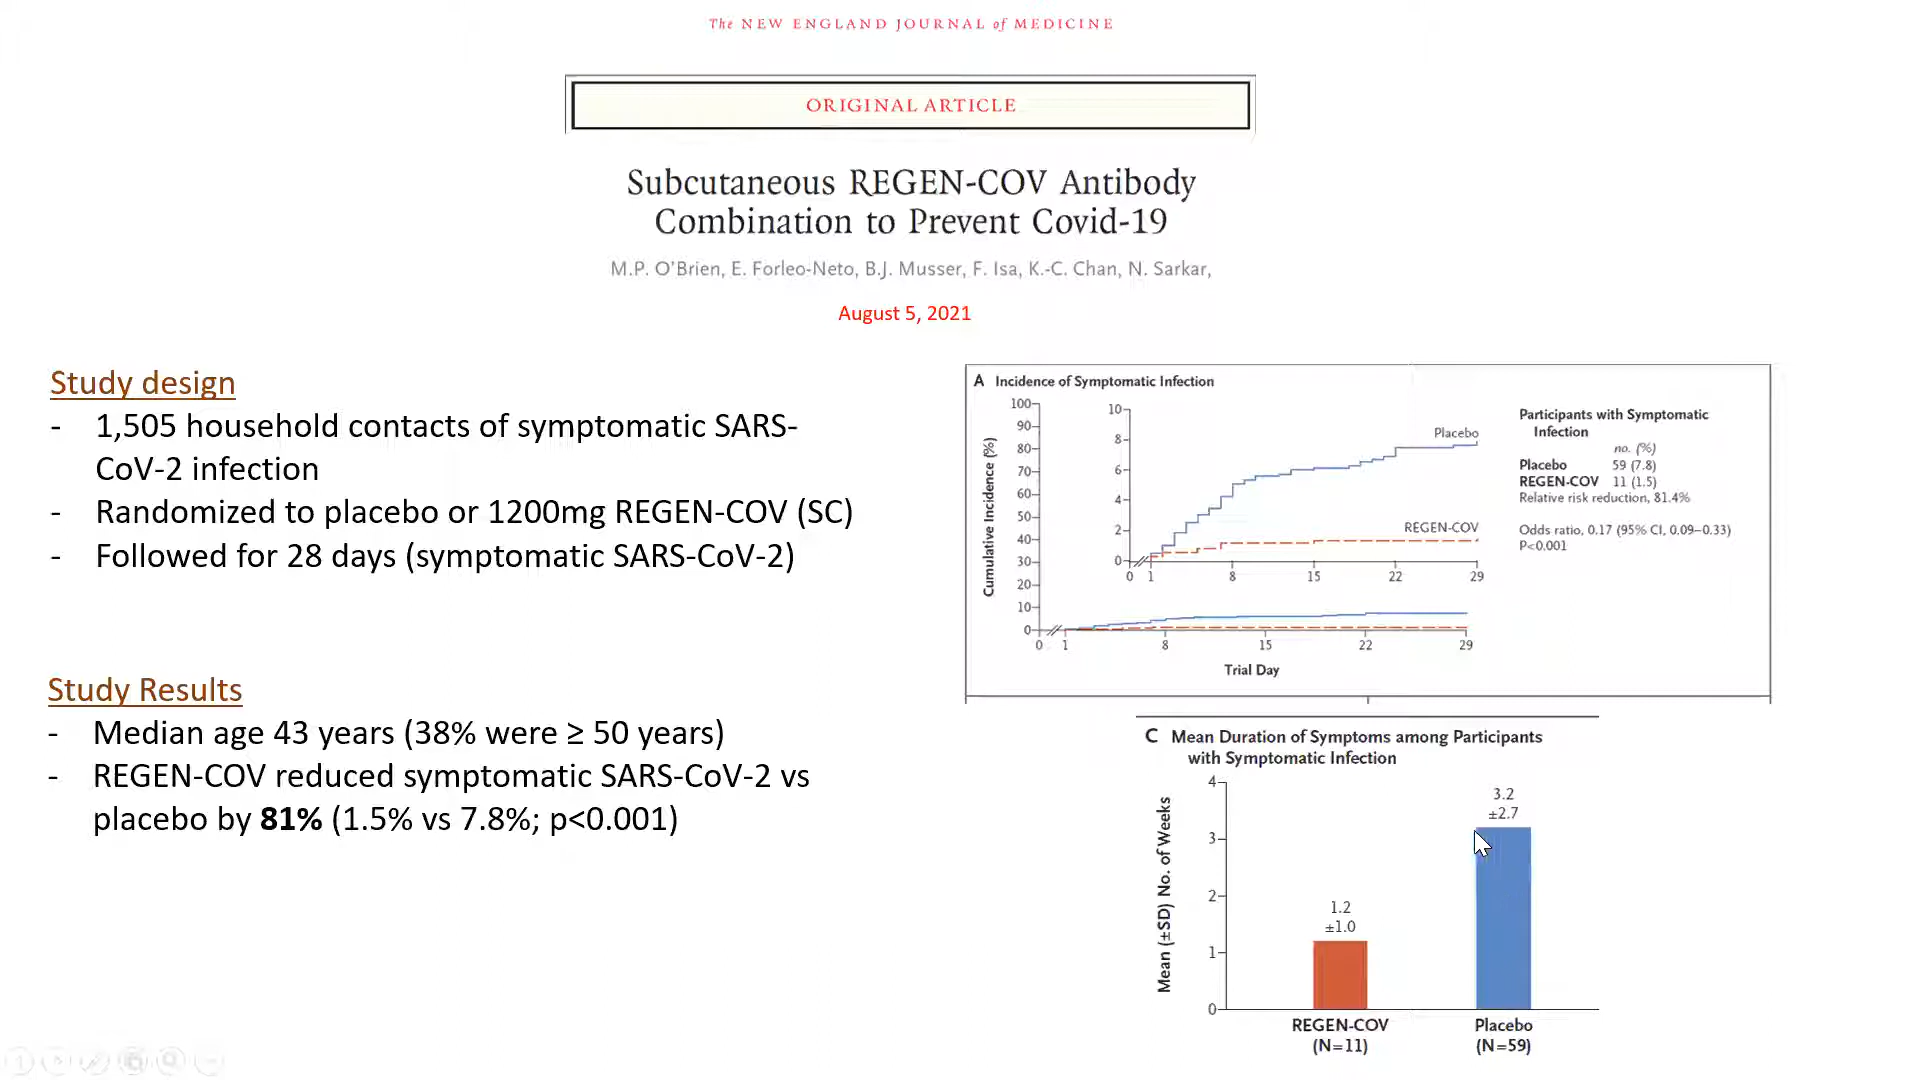 The NEW ENGLAND JOURNAL of MEDICINE
ORIGINAL ARTICLE
Subcutaneous REGEN-COV Antibody
Combination to Prevent Covid-19
M.P. O'Brien, E. Forleo-Neto, B.J. Musser, F. Isa, K.-C. Chan, N. Sarkar,
August 5, 2021
Study design
- 1,505 household contacts of symptomatic SARS-
CoV-2 infection
- Randomized to placebo or 1200mg REGEN-COV (SC)
- Followed for 28 days (symptomatic SARS-CoV-2)
Study Results
- Median age 43 years (38% were ≥ 50 years)
- REGEN-COV reduced symptomatic SARS-CoV-2 vs
placebo by 81% (1.5% vs 7.8%; p<0.001)
A Incidence of Symptomatic Infection
Cumulative Incidence (%)
100
90
80
70
60
50
40
30
20
10
0
10
8
6
4
2
0
Placebo
REGEN-COV
0 1 8 15 22 29
0 1 8 15 22 29
Trial Day
Participants with Symptomatic
Infection
no. (%)
Placebo 59 (7.8)
REGEN-COV 11 (1.5)
Relative risk reduction, 81.4%
Odds ratio, 0.17 (95% CI, 0.09–0.33)
P<0.001
C Mean Duration of Symptoms among Participants
with Symptomatic Infection
Mean (±SD) No. of Weeks
4
3
2
1
0
1.2
±1.0
3.2
±2.7
REGEN-COV
(N=11)
Placebo
(N=59)